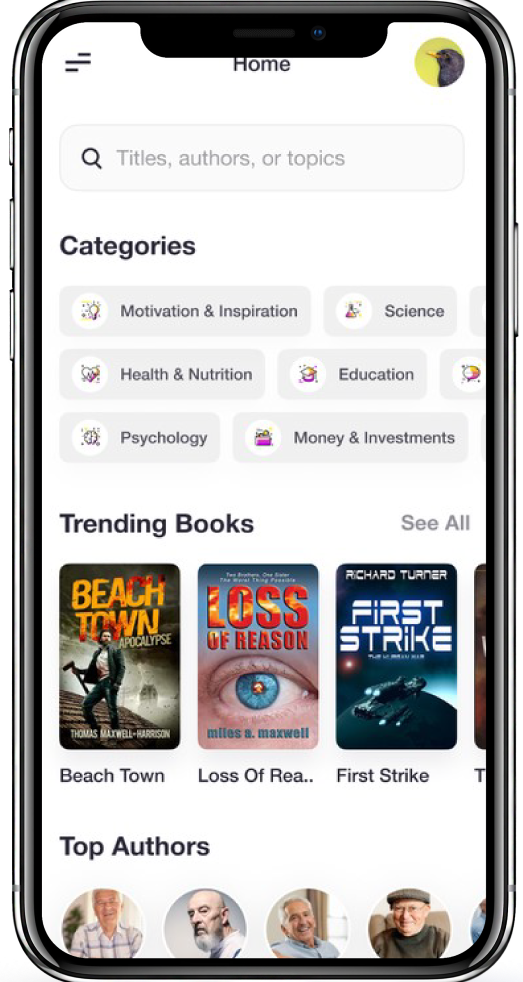 Home
Titles, authors, or topics
Categories
Motivation & Inspiration
Science
Health & Nutrition
Education
Psychology
Money & Investments
Trending Books
See All
BEACH
TOWN
APOCALYPSE
THOMAS MAXWELL-HARRISON
Two Brothers, One Sister
The Worst Thing Possible
LOSS
OF REASON
miles a. maxwell
RICHARD TURNER
FIRST
STRIKE
Beach Town
Loss Of Rea..
First Strike
T
Top Authors